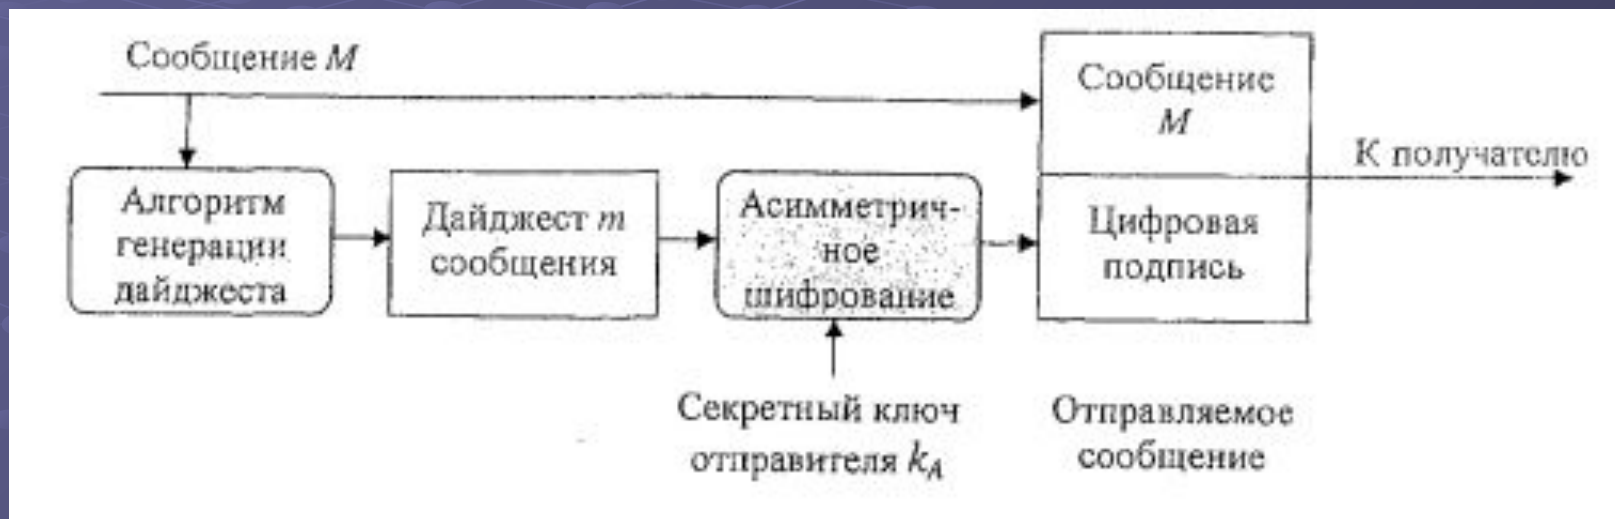 Сообщение M
Сообщение
M
К получателю
Алгоритм
генерации
дайджеста
Дайджест m
сообщения
Асимметрич-
ное
шифрование
Цифровая
подпись
Секретный ключ
отправителя kA
Отправляемое
сообщение